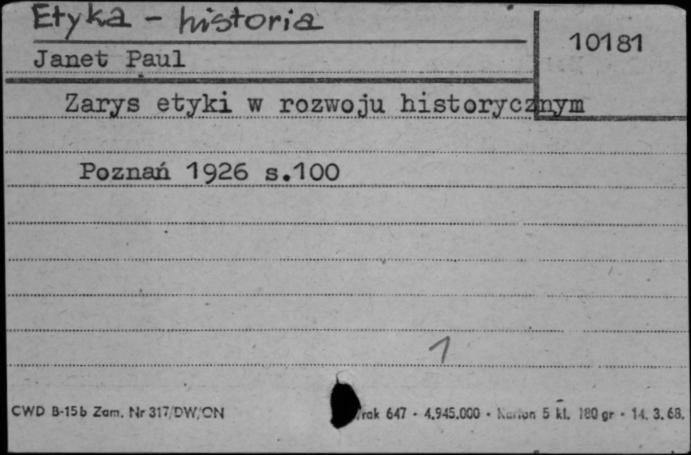 Etyka - historia
10181
Janet Paul
Zarys etyki w rozwoju historycznym
Poznań 1926 s.100
1
CWD B-15b Zam. Nr 317/DW/ON rak 647 - 4.945.000 - Karton 5 kl. 180 gr - 14. 3. 68.